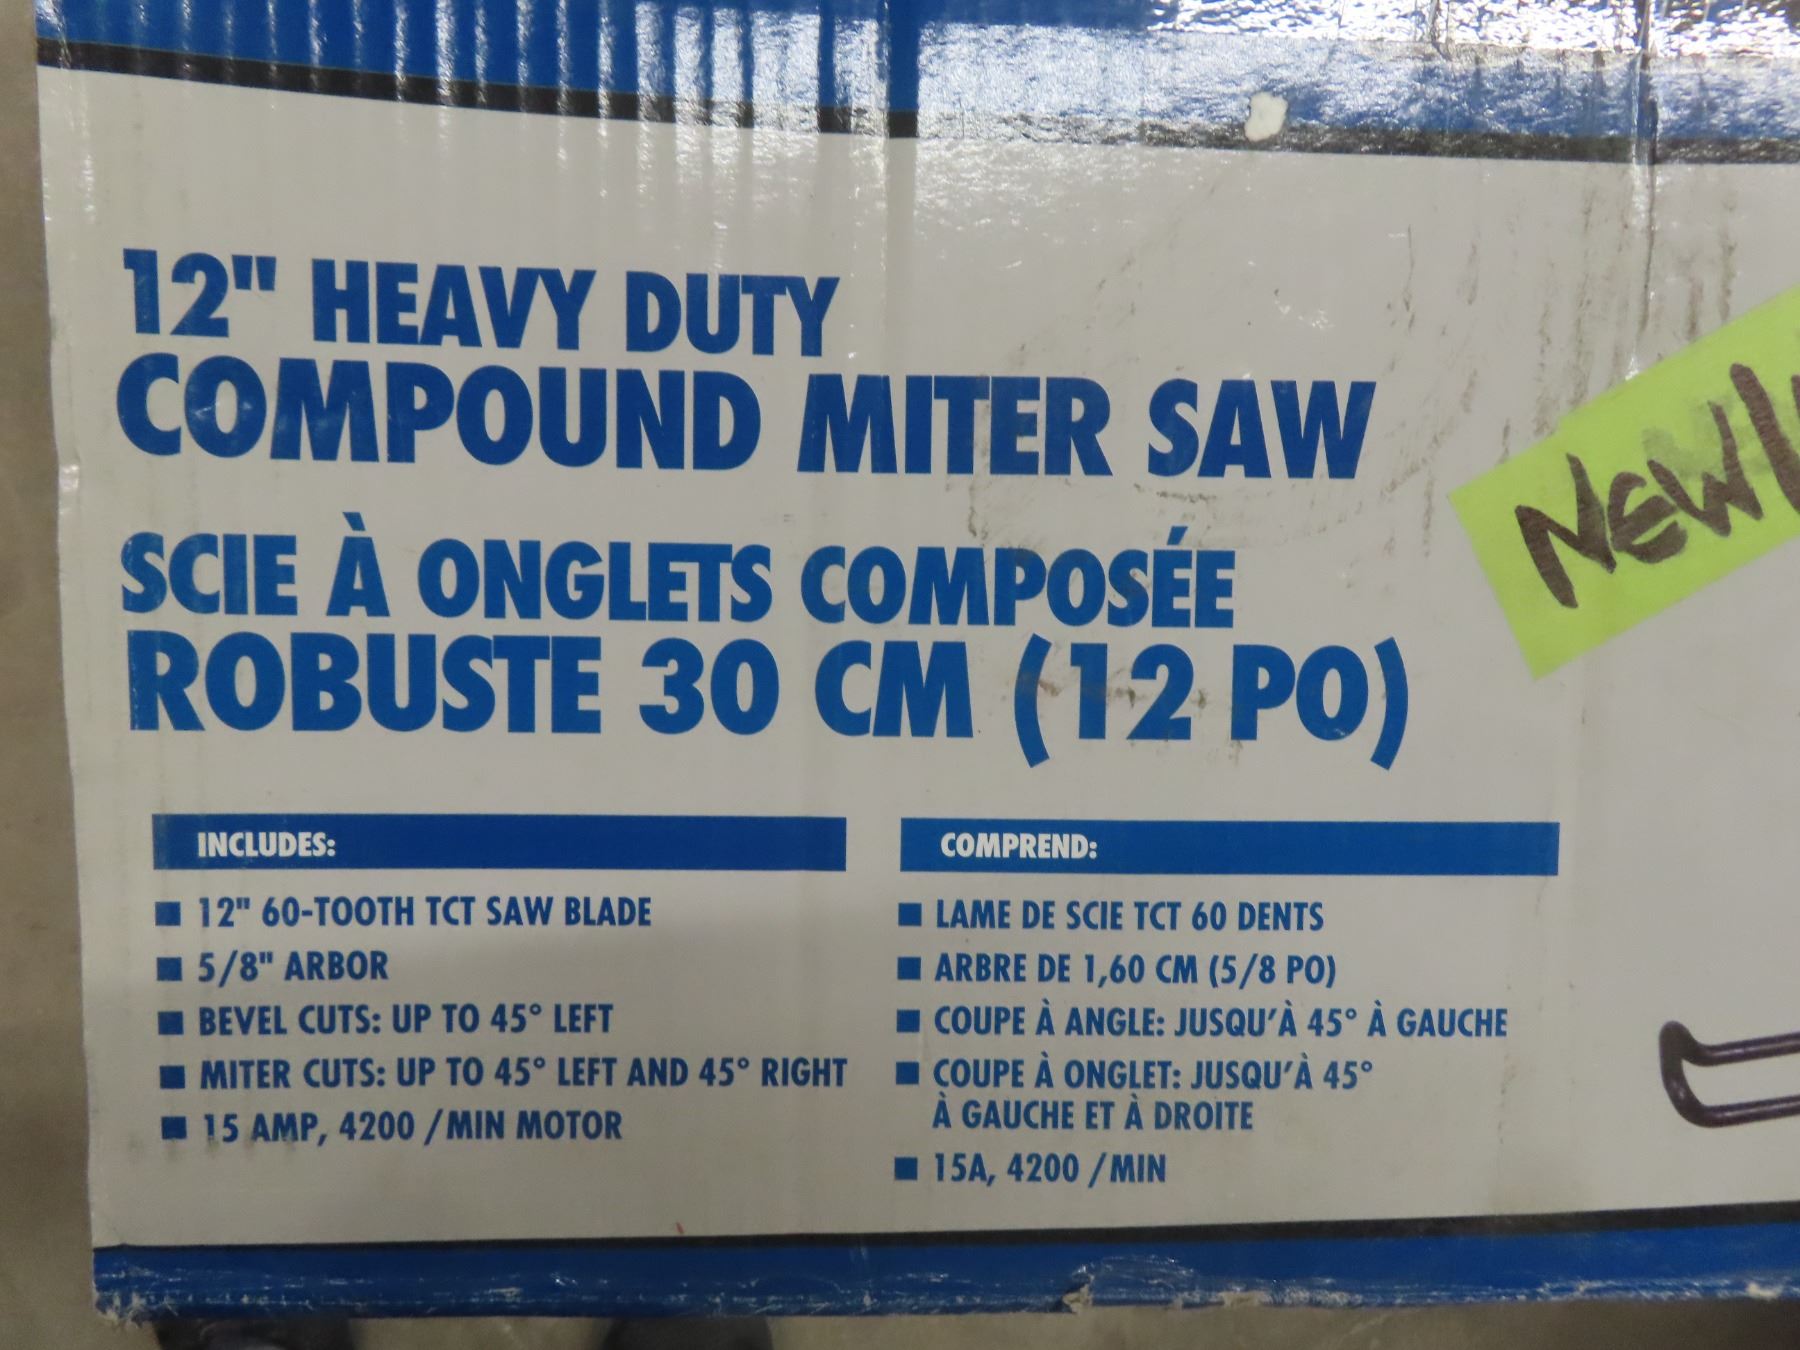 12" HEAVY DUTY
COMPOUND MITER SAW
SCIE À ONGLETS COMPOSÉE
ROBUSTE 30 CM (12 PO)
INCLUDES:
■ 12" 60-TOOTH TCT SAW BLADE
■ 5/8" ARBOR
■ BEVEL CUTS: UP TO 45° LEFT
■ MITER CUTS: UP TO 45° LEFT AND 45° RIGHT
■ 15 AMP, 4200 /MIN MOTOR
COMPREND:
■ LAME DE SCIE TCT 60 DENTS
■ ARBRE DE 1,60 CM (5/8 PO)
■ COUPE À ANGLE: JUSQU'À 45° À GAUCHE
■ COUPE À ONGLET: JUSQU'À 45°
À GAUCHE ET À DROITE
■ 15A, 4200 /MIN
NEW